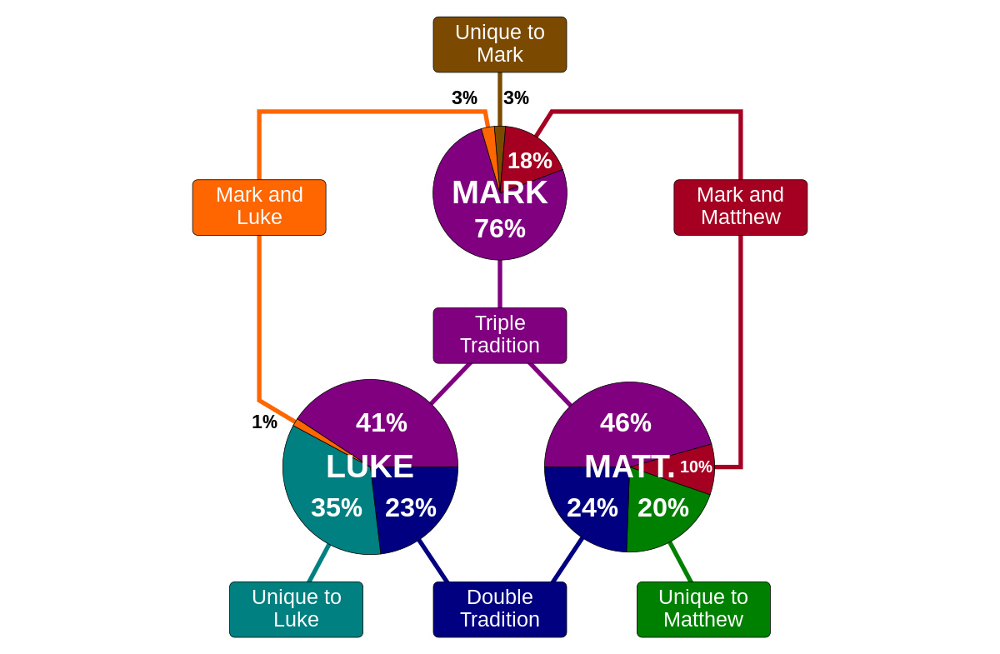 Unique to
Mark
3%
3%
18%
MARK
76%
Mark and
Luke
Mark and
Matthew
Triple
Tradition
1%
41%
LUKE
35%
23%
46%
MATT.
10%
24%
20%
Unique to
Luke
Double
Tradition
Unique to
Matthew